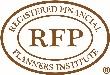 REGISTERED FINANCIAL
RFP
PLANNERS INSTITUTE
®